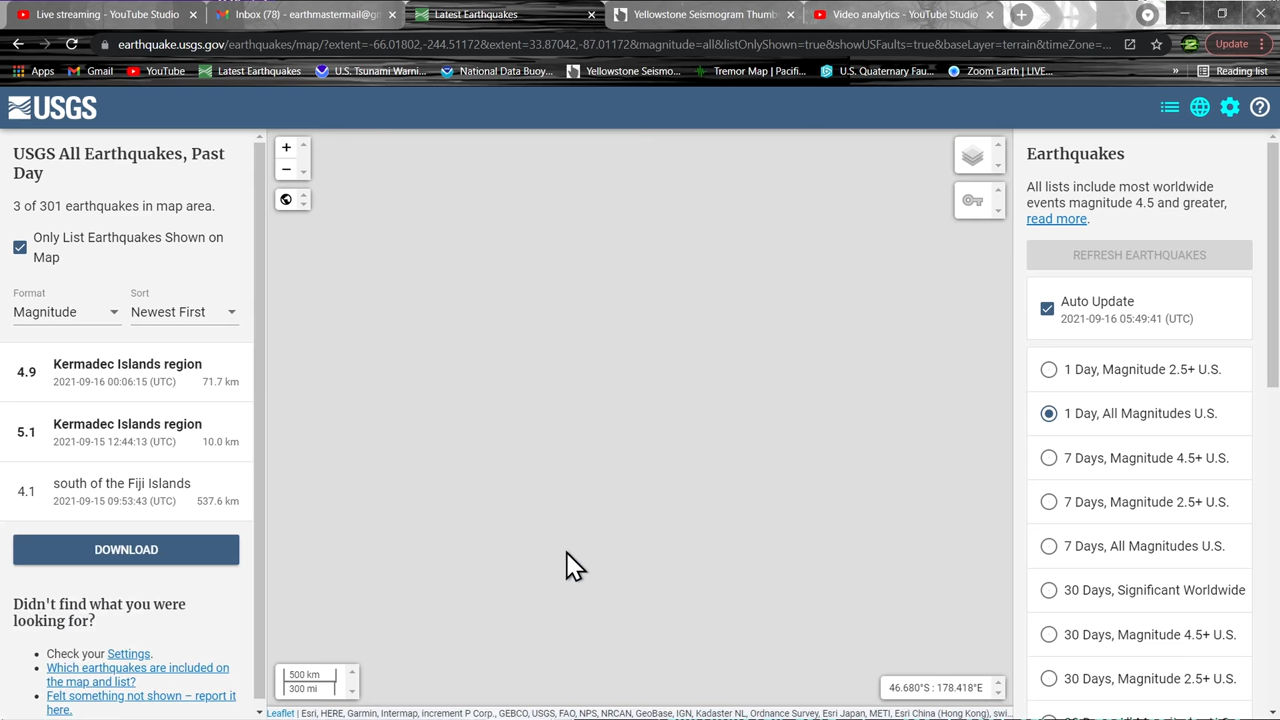 Live streaming - YouTube Studio
Inbox (70) - earthmastermail@g
Latest Earthquakes
Yellowstone Seismogram Thumb
Video analytics - YouTube Studio
earthquake.usgs.gov/earthquakes/map/?extent=-66.01802,-244.51172&extent=33.87042,-87.01172&magnitude=all&listOnlyShown=true&showUSFaults=true&baseLayer=terrain&timeZone=...
Update
Apps
Gmail
YouTube
Latest Earthquakes
U.S. Tsunami Warni...
National Data Buoy...
Yellowstone Seismo...
Tremor Map | Pacifi...
U.S. Quaternary Fau...
Zoom Earth | LIVE...
»
Reading list
USGS
USGS All Earthquakes, Past
Day
3 of 301 earthquakes in map area.
Only List Earthquakes Shown on
Map
Format
Sort
Magnitude
Newest First
4.9
Kermadec Islands region
2021-09-16 00:06:15 (UTC)
71.7 km
5.1
Kermadec Islands region
2021-09-15 12:44:13 (UTC)
10.0 km
4.1
south of the Fiji Islands
2021-09-15 09:53:43 (UTC)
537.6 km
DOWNLOAD
Didn't find what you were
looking for?
Check your Settings.
Which earthquakes are included on
the map and list?
Felt something not shown – report it
here.
+
−
500 km
300 mi
46.680°S : 178.418°E
Leaflet | Esri, HERE, Garmin, Intermap, increment P Corp., GEBCO, USGS, FAO, NPS, NRCAN, GeoBase, IGN, Kadaster NL, Ordnance Survey, Esri Japan, METI, Esri China (Hong Kong), swi...
Earthquakes
All lists include most worldwide
events magnitude 4.5 and greater,
read more.
REFRESH EARTHQUAKES
Auto Update
2021-09-16 05:49:41 (UTC)
1 Day, Magnitude 2.5+ U.S.
1 Day, All Magnitudes U.S.
7 Days, Magnitude 4.5+ U.S.
7 Days, Magnitude 2.5+ U.S.
7 Days, All Magnitudes U.S.
30 Days, Significant Worldwide
30 Days, Magnitude 4.5+ U.S.
30 Days, Magnitude 2.5+ U.S.